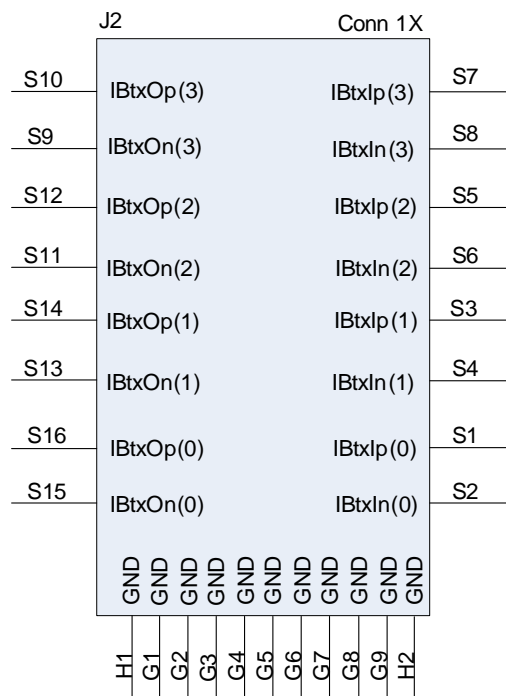 J2 Conn 1X
S10 IBtxOp(3) IBtxIp(3) S7
S9 IBtxOn(3) IBtxIn(3) S8
S12 IBtxOp(2) IBtxIp(2) S5
S11 IBtxOn(2) IBtxIn(2) S6
S14 IBtxOp(1) IBtxIp(1) S3
S13 IBtxOn(1) IBtxIn(1) S4
S16 IBtxOp(0) IBtxIp(0) S1
S15 IBtxOn(0) IBtxIn(0) S2
GND GND GND GND GND GND GND GND GND GND GND
H1 G1 G2 G3 G4 G5 G6 G7 G8 G9 H2